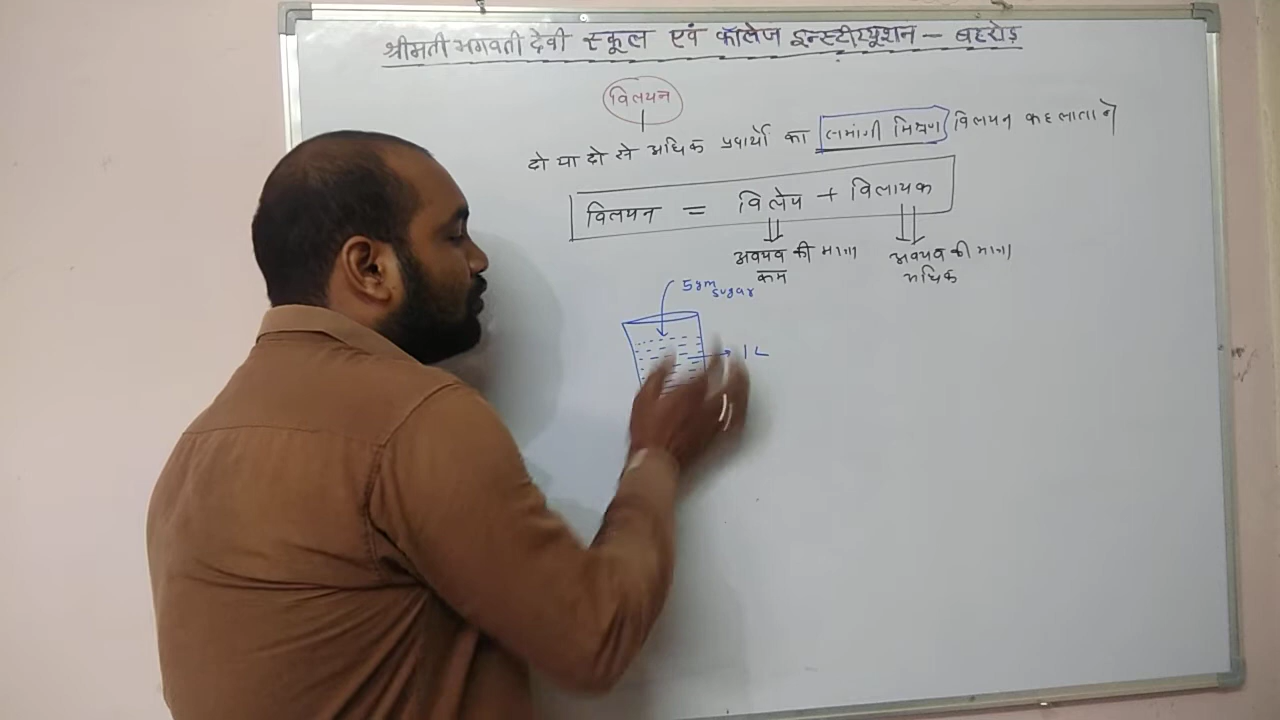 श्रीमती भगवती देवी स्कूल एवं कॉलेज इन्स्टीट्यूशन - बहरोड़
विलयन
दो या दो से अधिक पदार्थो का समांगी मिश्रण विलयन कहलाता है
विलयन = विलेय + विलायक
अवयव की मात्रा कम
अवयव की मात्रा अधिक
5gm sugar
1L